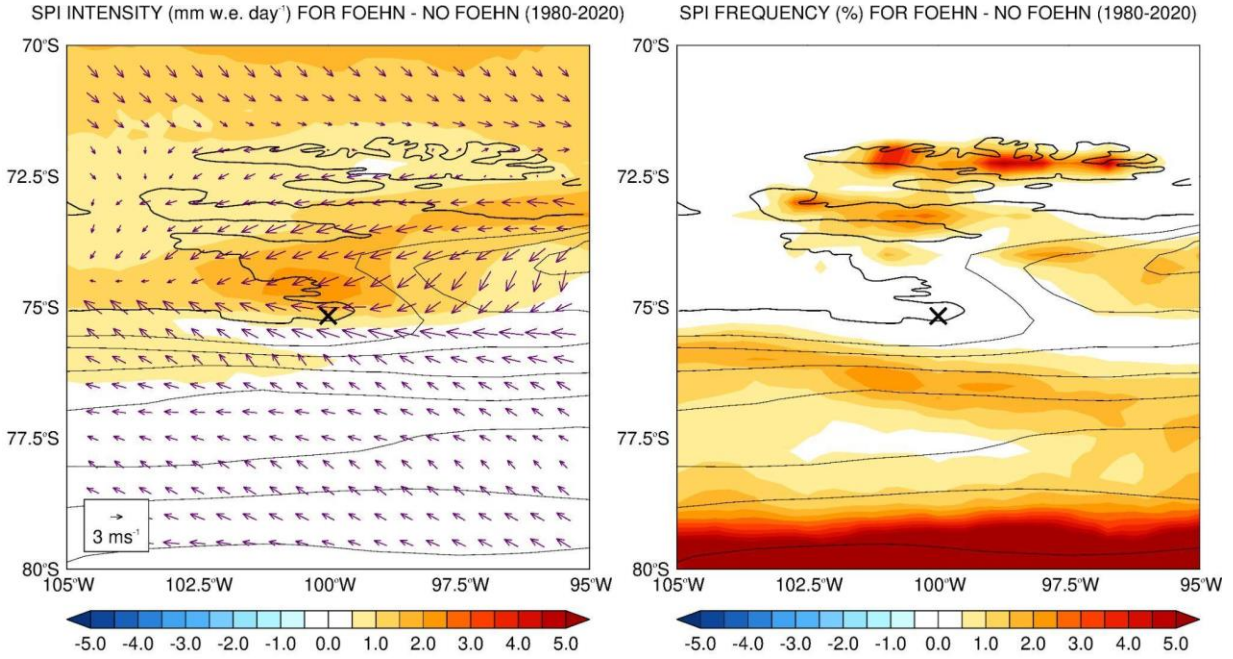 SPI INTENSITY (mm w.e. day⁻¹) FOR FOEHN - NO FOEHN (1980-2020)
70°S
72.5°S
75°S
77.5°S
80°S
3 ms⁻¹
105°W 102.5°W 100°W 97.5°W 95°W
-5.0 -4.0 -3.0 -2.0 -1.0 0.0 1.0 2.0 3.0 4.0 5.0
SPI FREQUENCY (%) FOR FOEHN - NO FOEHN (1980-2020)
70°S
72.5°S
75°S
77.5°S
80°S
105°W 102.5°W 100°W 97.5°W 95°W
-5.0 -4.0 -3.0 -2.0 -1.0 0.0 1.0 2.0 3.0 4.0 5.0